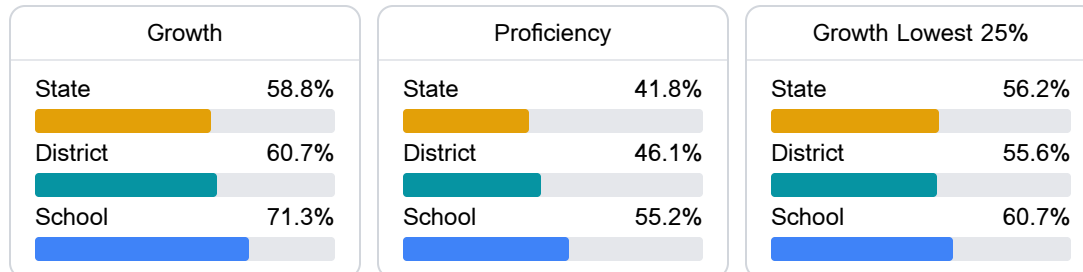 Growth
State 58.8%
District 60.7%
School 71.3%
Proficiency
State 41.8%
District 46.1%
School 55.2%
Growth Lowest 25%
State 56.2%
District 55.6%
School 60.7%